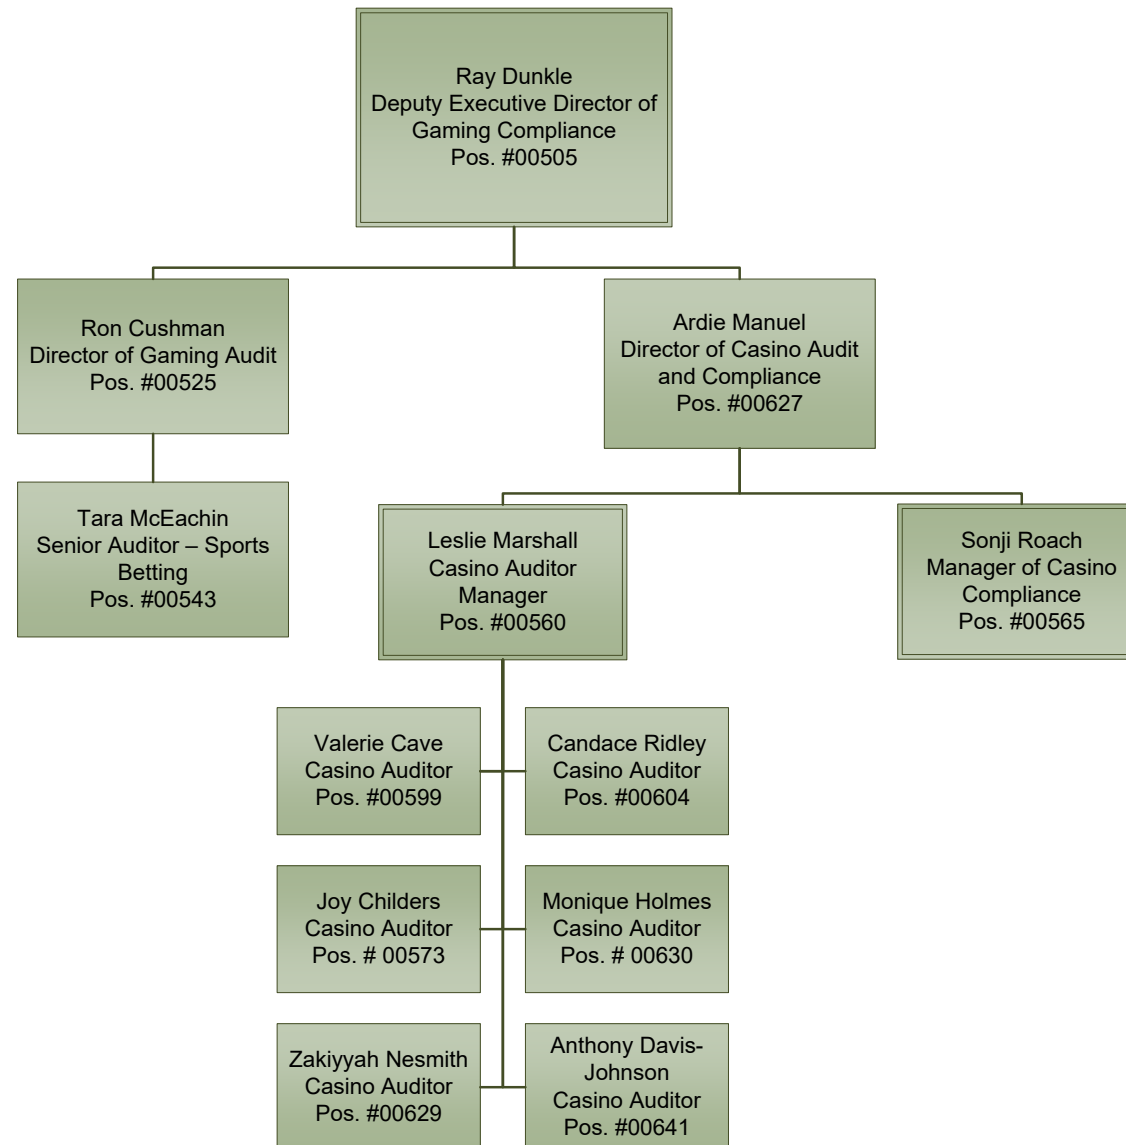 Ray Dunkle
Deputy Executive Director of
Gaming Compliance
Pos. #00505
Ron Cushman
Director of Gaming Audit
Pos. #00525
Ardie Manuel
Director of Casino Audit
and Compliance
Pos. #00627
Tara McEachin
Senior Auditor – Sports
Betting
Pos. #00543
Leslie Marshall
Casino Auditor
Manager
Pos. #00560
Sonji Roach
Manager of Casino
Compliance
Pos. #00565
Valerie Cave
Casino Auditor
Pos. #00599
Candace Ridley
Casino Auditor
Pos. #00604
Joy Childers
Casino Auditor
Pos. # 00573
Monique Holmes
Casino Auditor
Pos. # 00630
Zakiyyah Nesmith
Casino Auditor
Pos. #00629
Anthony Davis-
Johnson
Casino Auditor
Pos. #00641